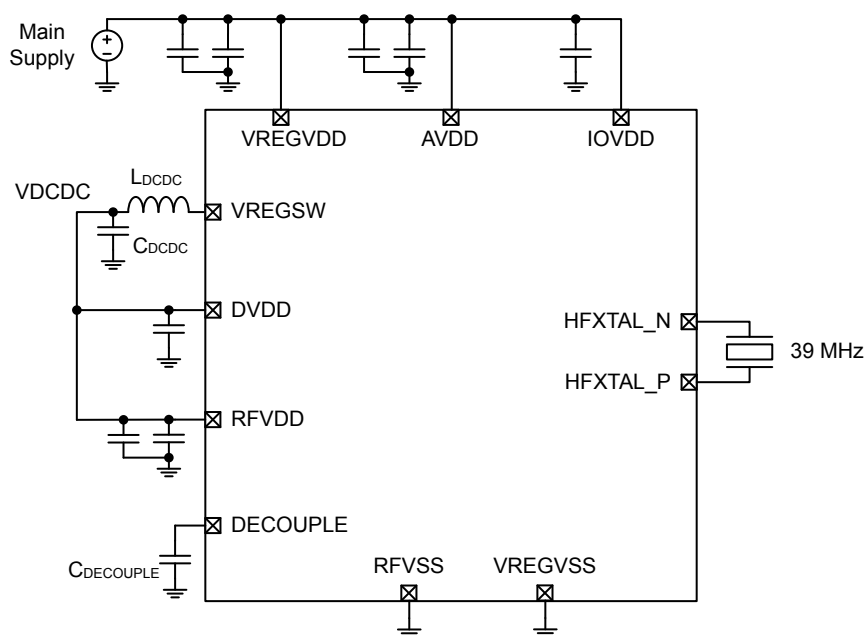 Main
Supply
VREGVDD
AVDD
IOVDD
VDCDC
LDCDC
VREGSW
CDCDC
DVDD
HFXTAL_N
39 MHz
HFXTAL_P
RFVDD
DECOUPLE
CDECOUPLE
RFVSS
VREGVSS